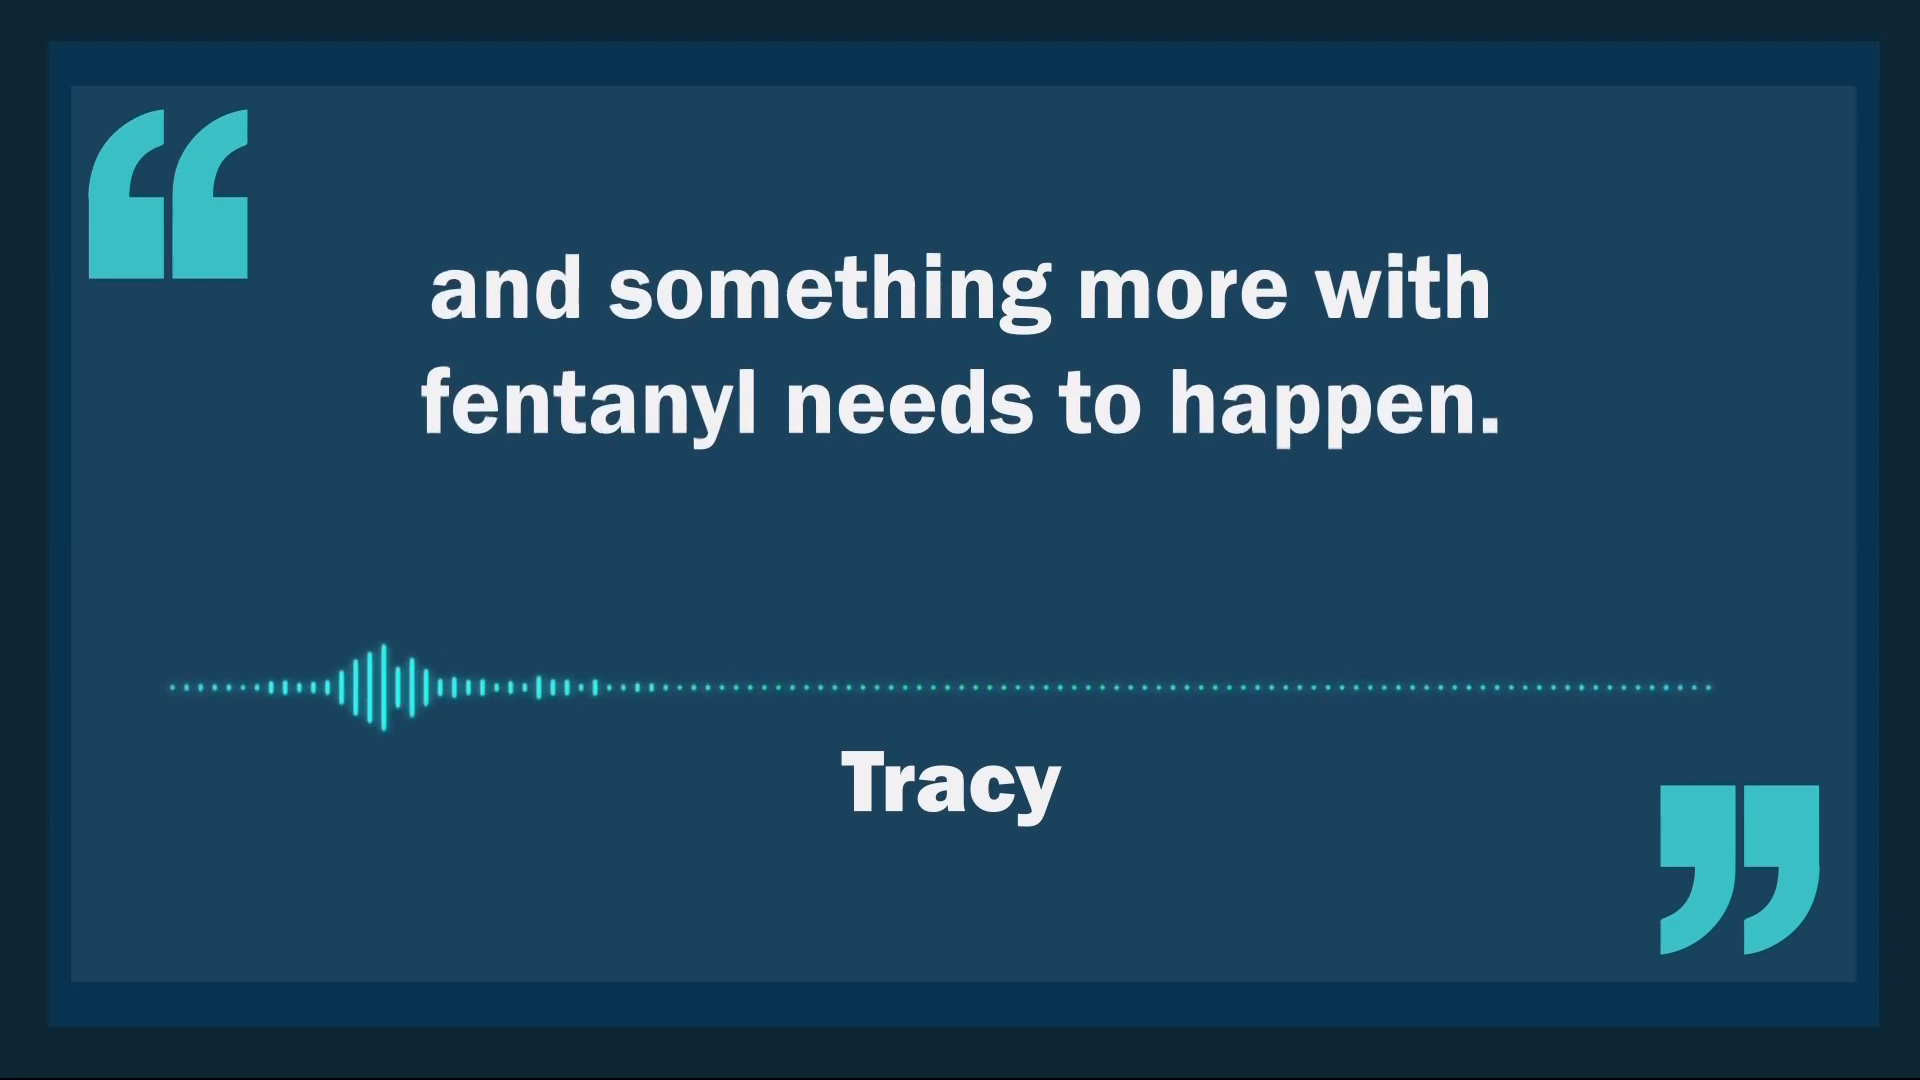 “
and something more with
fentanyl needs to happen.
Tracy
”